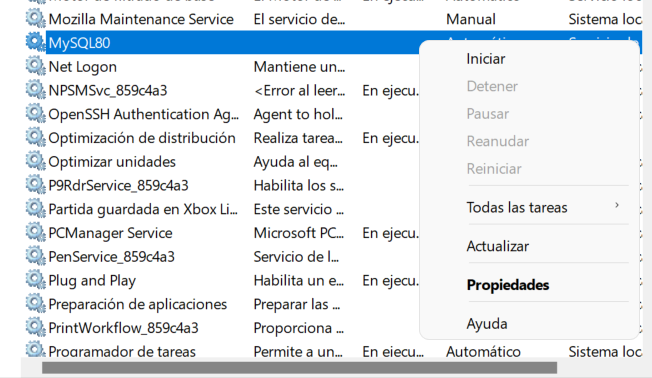 Mozilla Maintenance Service El servicio de... Manual Sistema loc
MySQL80
Net Logon Mantiene un...
NPSMSvc_859c4a3 <Error al leer... En ejecu.
OpenSSH Authentication Ag... Agent to hol...
Optimización de distribución Realiza tarea... En ejecu.
Optimizar unidades Ayuda al eq...
P9RdrService_859c4a3 Habilita los s...
Partida guardada en Xbox Li... Este servicio ...
PCManager Service Microsoft PC... En ejecu.
PenService_859c4a3 Servicio de l...
Plug and Play Habilita un e... En ejecu.
Preparación de aplicaciones Preparar las ...
PrintWorkflow_859c4a3 Proporciona ...
Programador de tareas Permite a un... En ejecu... Automático Sistema loc
Iniciar
Detener
Pausar
Reanudar
Reiniciar
Todas las tareas
Actualizar
Propiedades
Ayuda